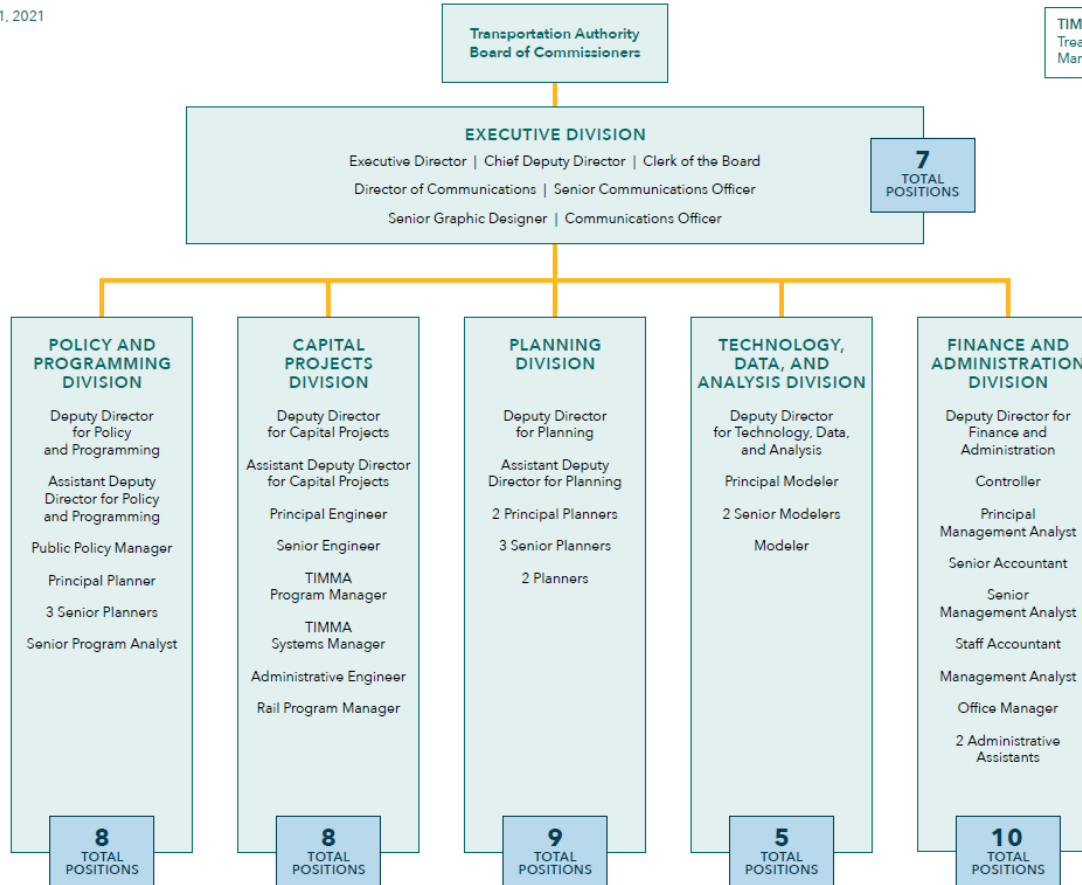 1, 2021
Transportation Authority
Board of Commissioners
EXECUTIVE DIVISION
Executive Director | Chief Deputy Director | Clerk of the Board
Director of Communications | Senior Communications Officer
Senior Graphic Designer | Communications Officer
7
TOTAL
POSITIONS
POLICY AND
PROGRAMMING
DIVISION
Deputy Director
for Policy
and Programming
Assistant Deputy
Director for Policy
and Programming
Public Policy Manager
Principal Planner
3 Senior Planners
Senior Program Analyst
8
TOTAL
POSITIONS
CAPITAL
PROJECTS
DIVISION
Deputy Director
for Capital Projects
Assistant Deputy Director
for Capital Projects
Principal Engineer
Senior Engineer
TIMMA
Program Manager
TIMMA
Systems Manager
Administrative Engineer
Rail Program Manager
8
TOTAL
POSITIONS
PLANNING
DIVISION
Deputy Director
for Planning
Assistant Deputy
Director for Planning
2 Principal Planners
3 Senior Planners
2 Planners
9
TOTAL
POSITIONS
TECHNOLOGY,
DATA, AND
ANALYSIS DIVISION
Deputy Director
for Technology, Data,
and Analysis
Principal Modeler
2 Senior Modelers
Modeler
5
TOTAL
POSITIONS
FINANCE AND
ADMINISTRATION
DIVISION
Deputy Director for
Finance and
Administration
Controller
Principal
Management Analyst
Senior Accountant
Senior
Management Analyst
Staff Accountant
Management Analyst
Office Manager
2 Administrative
Assistants
10
TOTAL
POSITIONS